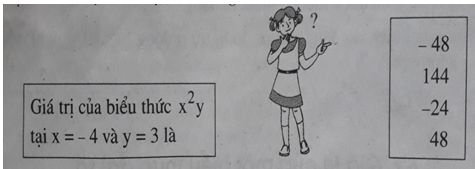 Giá trị của biểu thức x²y
tại x = – 4 và y = 3 là
?
– 48
144
–24
48